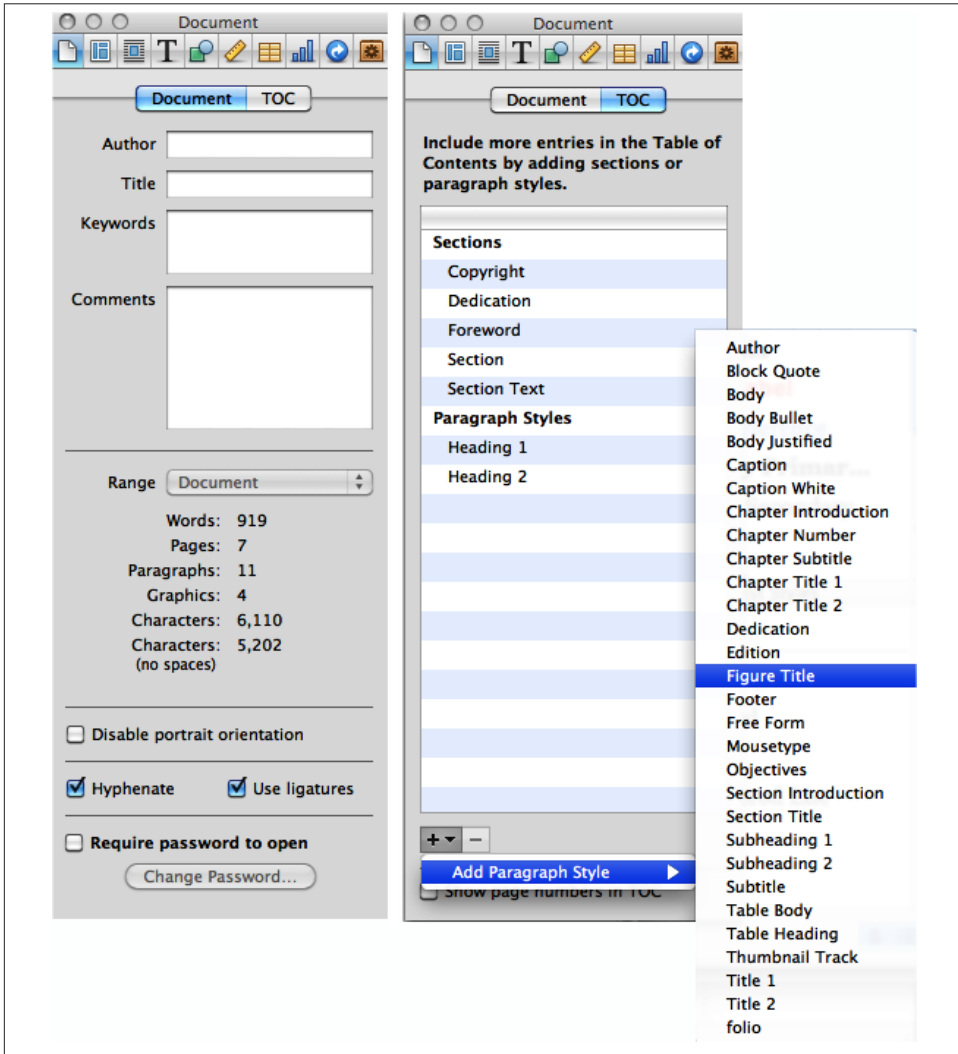 Document
Document TOC
Author
Title
Keywords
Comments
Range Document
Words: 919
Pages: 7
Paragraphs: 11
Graphics: 4
Characters: 6,110
Characters: 5,202
(no spaces)
Disable portrait orientation
Hyphenate Use ligatures
Require password to open
Change Password...
Document
Document TOC
Include more entries in the Table of
Contents by adding sections or
paragraph styles.
Sections
Copyright
Dedication
Foreword
Section
Section Text
Paragraph Styles
Heading 1
Heading 2
Add Paragraph Style
Show page numbers in TOC
Author
Block Quote
Body
Body Bullet
Body Justified
Caption
Caption White
Chapter Introduction
Chapter Number
Chapter Subtitle
Chapter Title 1
Chapter Title 2
Dedication
Edition
Figure Title
Footer
Free Form
Mousetype
Objectives
Section Introduction
Section Title
Subheading 1
Subheading 2
Subtitle
Table Body
Table Heading
Thumbnail Track
Title 1
Title 2
folio